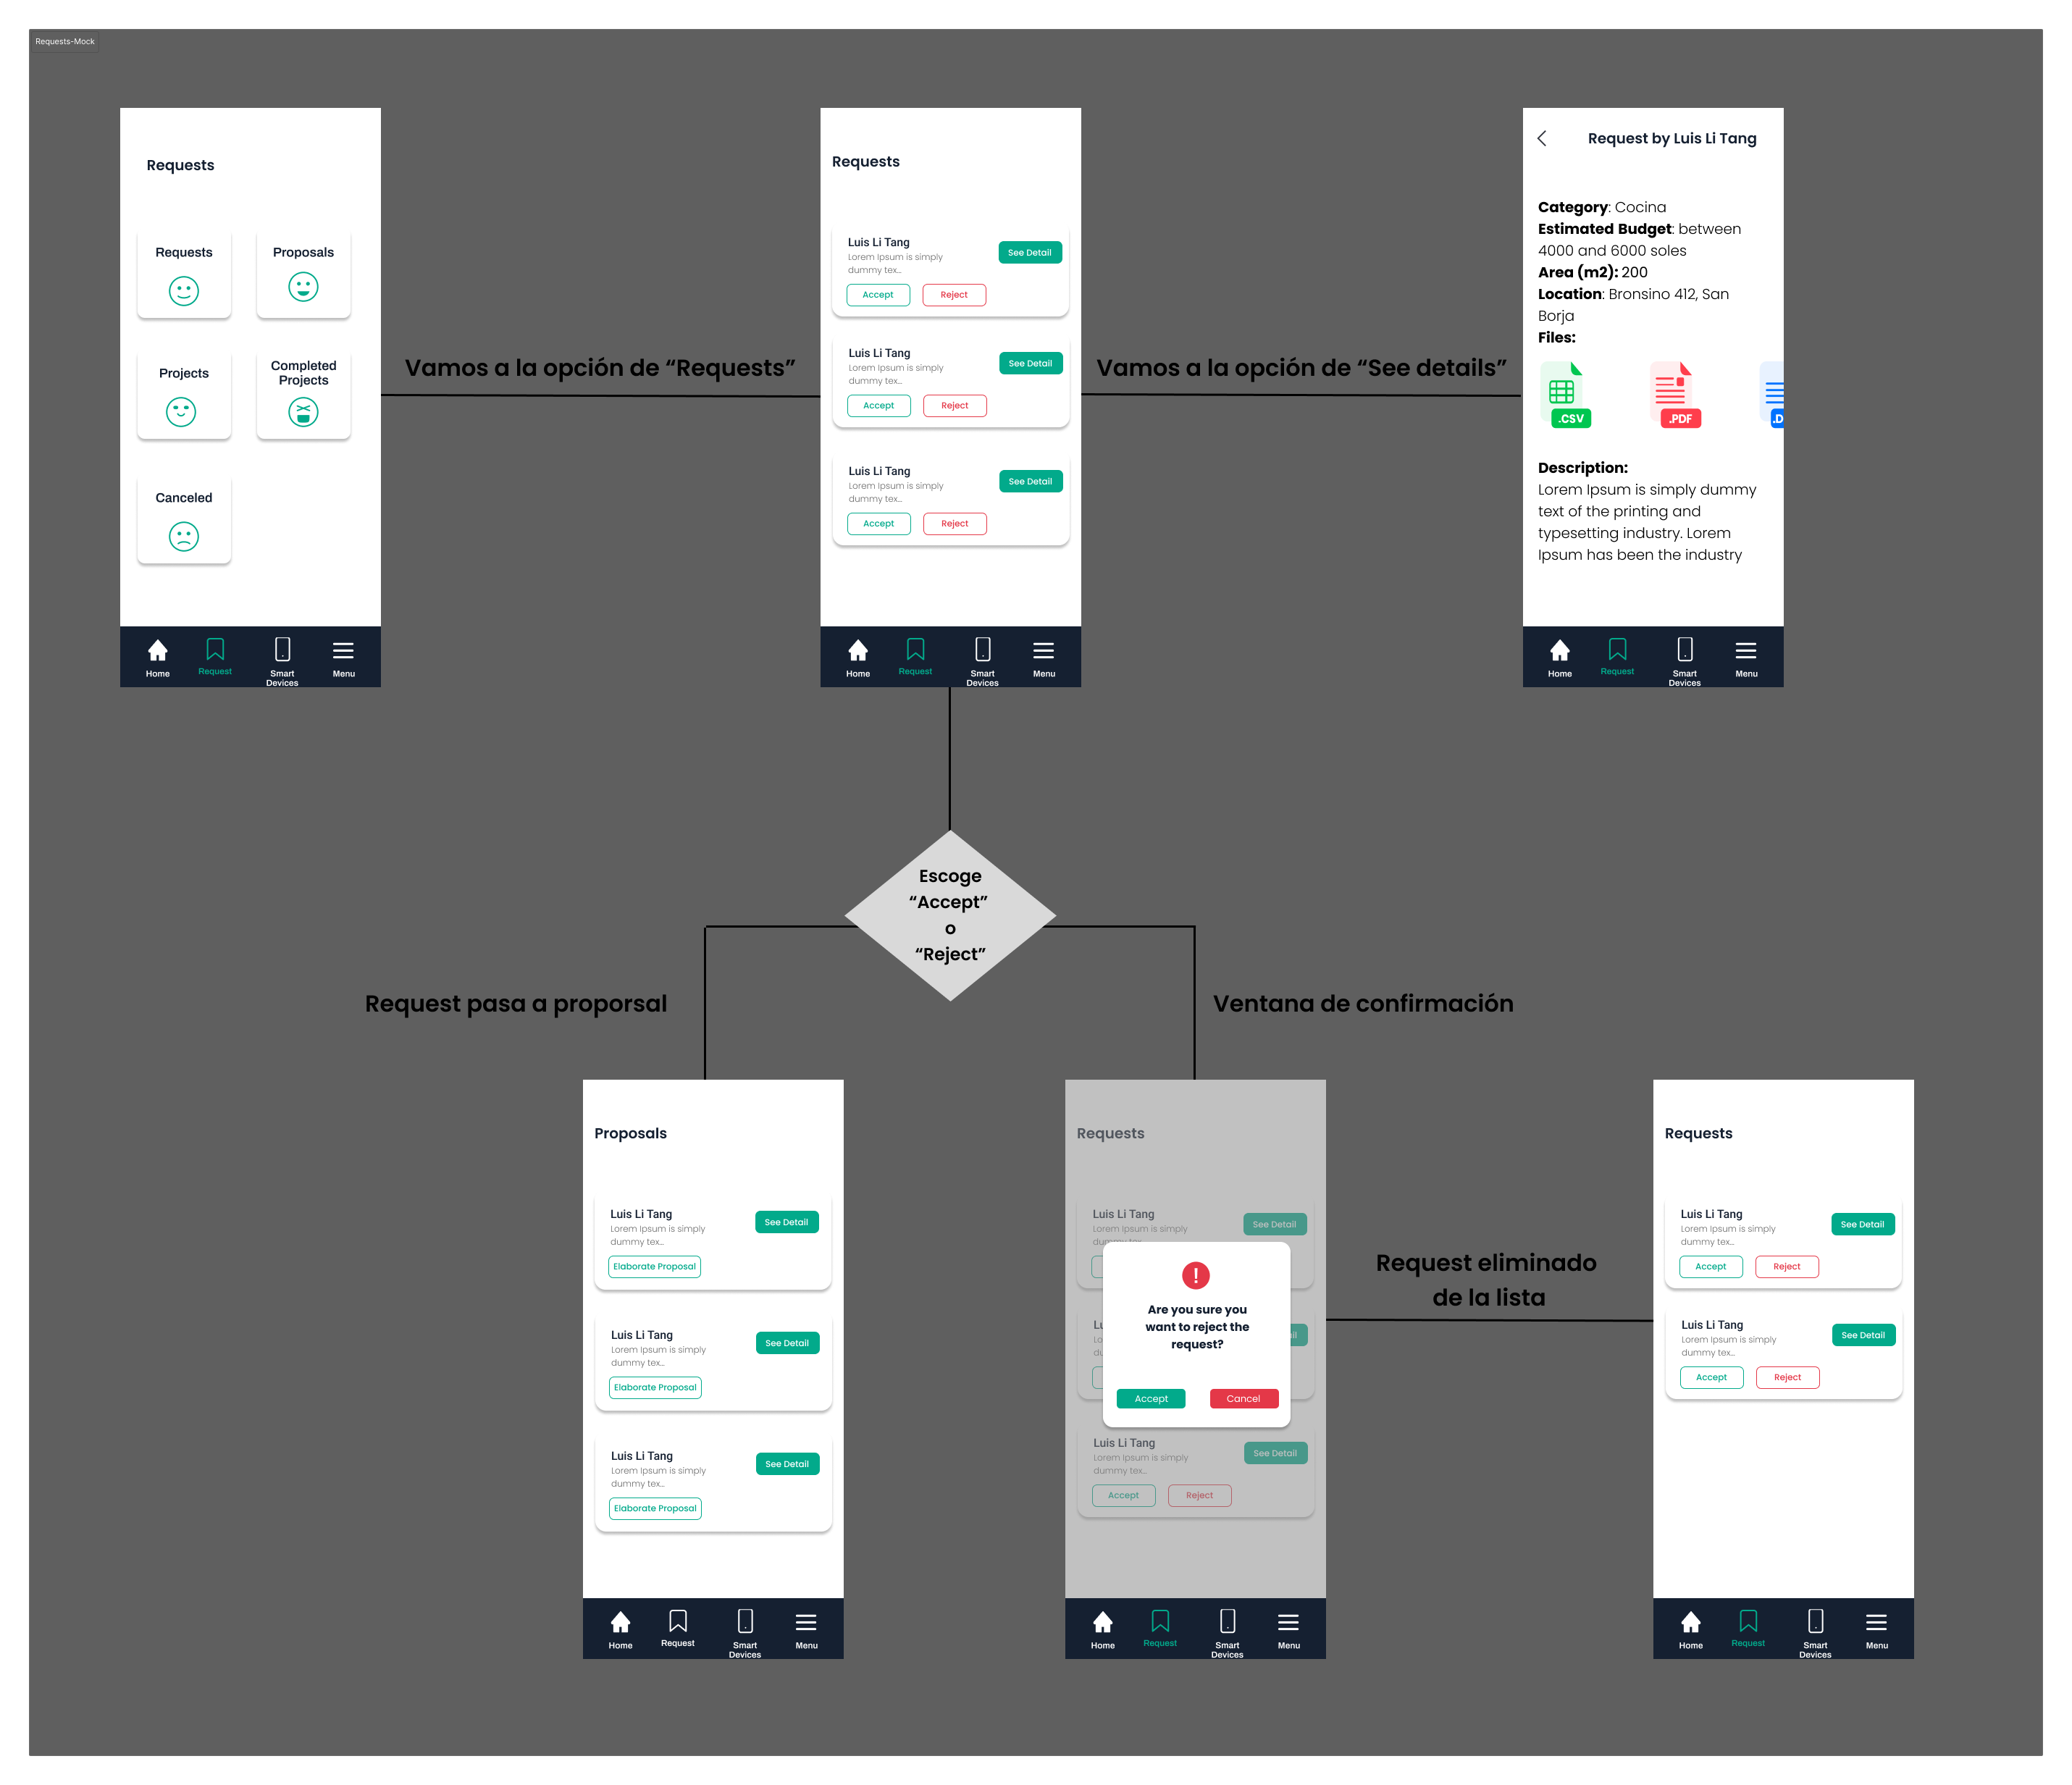 Requests-Mock
Requests
Requests
Proposals
Projects
Completed
Projects
Canceled
Home
Request
Smart
Devices
Menu
Vamos a la opción de “Requests”
Requests
Luis Li Tang
Lorem Ipsum is simply
dummy tex...
See Detail
Accept
Reject
Luis Li Tang
Lorem Ipsum is simply
dummy tex...
See Detail
Accept
Reject
Luis Li Tang
Lorem Ipsum is simply
dummy tex...
See Detail
Accept
Reject
Home
Request
Smart
Devices
Menu
Vamos a la opción de “See details”
Request by Luis Li Tang
Category: Cocina
Estimated Budget: between
4000 and 6000 soles
Area (m2): 200
Location: Bronsino 412, San
Borja
Files:
.CSV
.PDF
.D
Description:
Lorem Ipsum is simply dummy
text of the printing and
typesetting industry. Lorem
Ipsum has been the industry
Home
Request
Smart
Devices
Menu
Escoge
“Accept”
o
“Reject”
Request pasa a proporsal
Ventana de confirmación
Proposals
Luis Li Tang
Lorem Ipsum is simply
dummy tex...
See Detail
Elaborate Proposal
Luis Li Tang
Lorem Ipsum is simply
dummy tex...
See Detail
Elaborate Proposal
Luis Li Tang
Lorem Ipsum is simply
dummy tex...
See Detail
Elaborate Proposal
Home
Request
Smart
Devices
Menu
Requests
Luis Li Tang
Lorem Ipsum is simply
dummy tex...
See Detail
Are you sure you
want to reject the
request?
Accept
Cancel
Luis Li Tang
Lorem Ipsum is simply
dummy tex...
See Detail
Accept
Reject
Home
Request
Smart
Devices
Menu
Request eliminado
de la lista
Requests
Luis Li Tang
Lorem Ipsum is simply
dummy tex...
See Detail
Accept
Reject
Luis Li Tang
Lorem Ipsum is simply
dummy tex...
See Detail
Accept
Reject
Home
Request
Smart
Devices
Menu